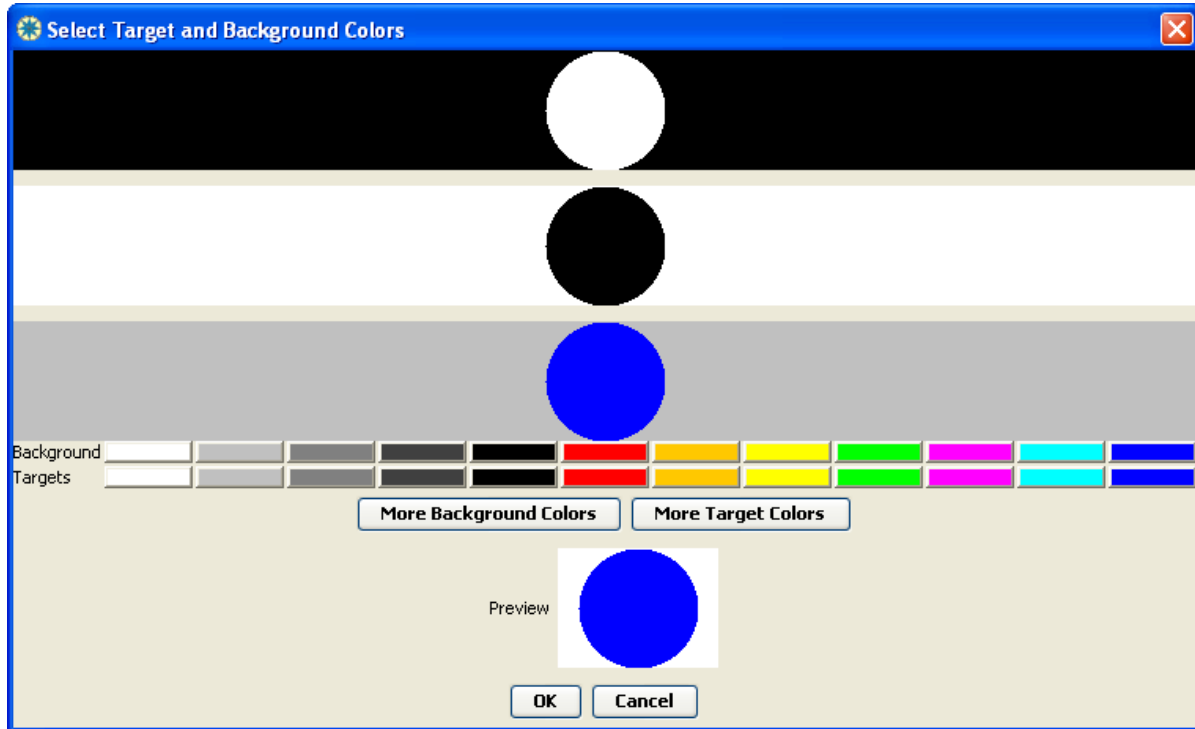 Select Target and Background Colors
Background
Targets
More Background Colors More Target Colors
Preview
OK Cancel